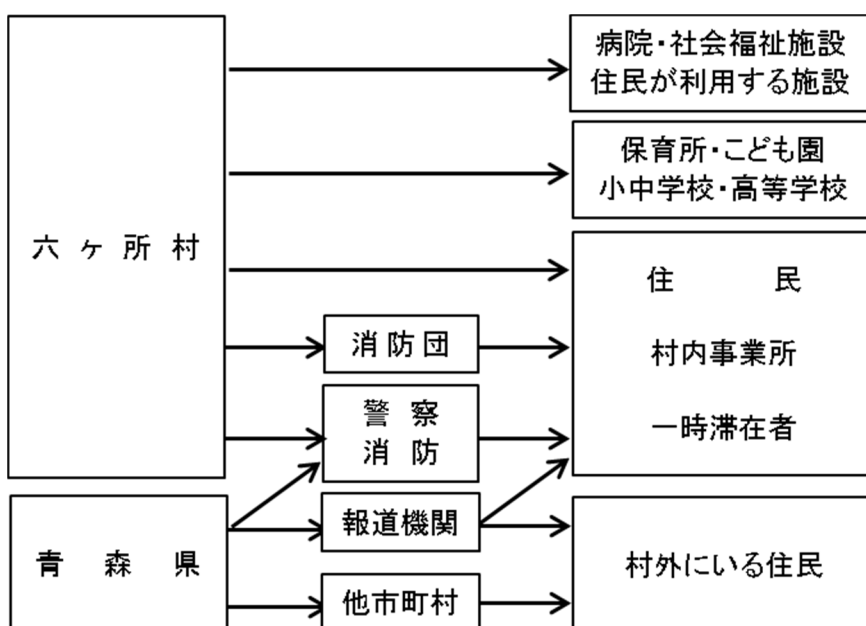 病院・社会福祉施設
住民が利用する施設
保育所・こども園
小中学校・高等学校
六ヶ所村
住民
村内事業所
一時滞在者
消防団
警察
消防
青森県
報道機関
他市町村
村外にいる住民